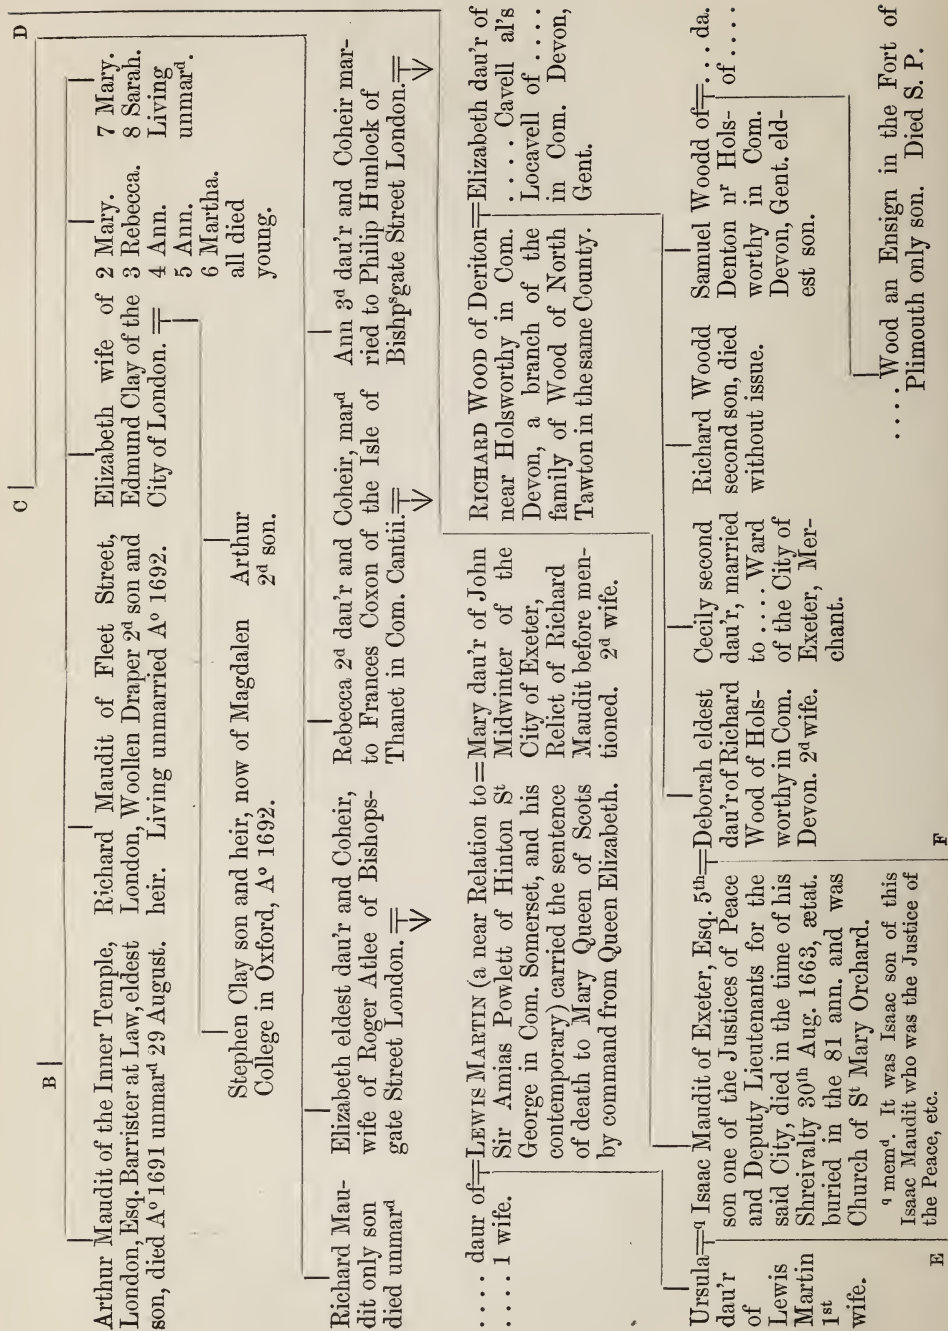 B
C
D
Arthur Maudit of the Inner Temple,
London, Esq. Barrister at Law, eldest
son, died Aº 1691 unmarᵈ 29 August.
Richard Maudit of Fleet Street,
London, Woollen Draper 2ᵈ son and
heir. Living unmarried Aº 1692.
Elizabeth wife of
Edmund Clay of the
City of London.
2 Mary.
3 Rebecca.
4 Ann.
5 Ann.
6 Martha.
all died
young.
7 Mary.
8 Sarah.
Living
unmarᵈ.
Stephen Clay son and heir, now of Magdalen
College in Oxford, Aº 1692.
Arthur
2ᵈ son.
Richard Mau-
dit only son
died unmarᵈ
Elizabeth eldest dau'r and Coheir,
wife of Roger Atlee of Bishops-
gate Street London.
Rebecca 2ᵈ dau'r and Coheir, marᵈ
to Frances Coxon of the Isle of
Thanet in Com. Cantii.
Ann 3ᵈ dau'r and Coheir mar-
ried to Philip Hunlock of
Bishpˢgate Street London.
. . . . daur of
. . . . 1 wife.
LEWIS MARTIN (a near Relation to
Sir Amias Powlett of Hinton Sᵗ
George in Com. Somerset, and his
contemporary) carried the sentence
of death to Mary Queen of Scots
by command from Queen Elizabeth.
Mary dau'r of John
Midwinter of the
City of Exeter,
Relict of Richard
Maudit before men-
tioned. 2ᵈ wife.
RICHARD WOOD of Deriton
near Holsworthy in Com.
Devon, a branch of the
family of Wood of North
Tawton in the same County.
Elizabeth dau'r of
. . . . . Cavell al's
Locavell of . . . .
in Com. Devon,
Gent.
Ursula
dau'r
of
Lewis
Martin
1ˢᵗ
wife.
q Isaac Maudit of Exeter, Esq. 5ᵗʰ
son one of the Justices of Peace
and Deputy Lieutenants for the
said City, died in the time of his
Shreivalty 30ᵗʰ Aug. 1663, ætat.
buried in the 81 ann. and was
Church of Sᵗ Mary Orchard.
q memᵈ. It was Isaac son of this
Isaac Maudit who was the Justice of
the Peace, etc.
Deborah eldest
dau'r of Richard
Wood of Hols-
worthy in Com.
Devon. 2ᵈ wife.
Cecily second
dau'r, married
to . . . . Ward
of the City of
Exeter, Mer-
chant.
Richard Woodd
second son, died
without issue.
Samuel Woodd of
Denton nʳ Hols-
worthy in Com.
Devon, Gent. eld-
est son.
. . . da.
of . . . .
. . . . Wood an Ensign in the Fort of
Plimouth only son. Died S. P.
E
F